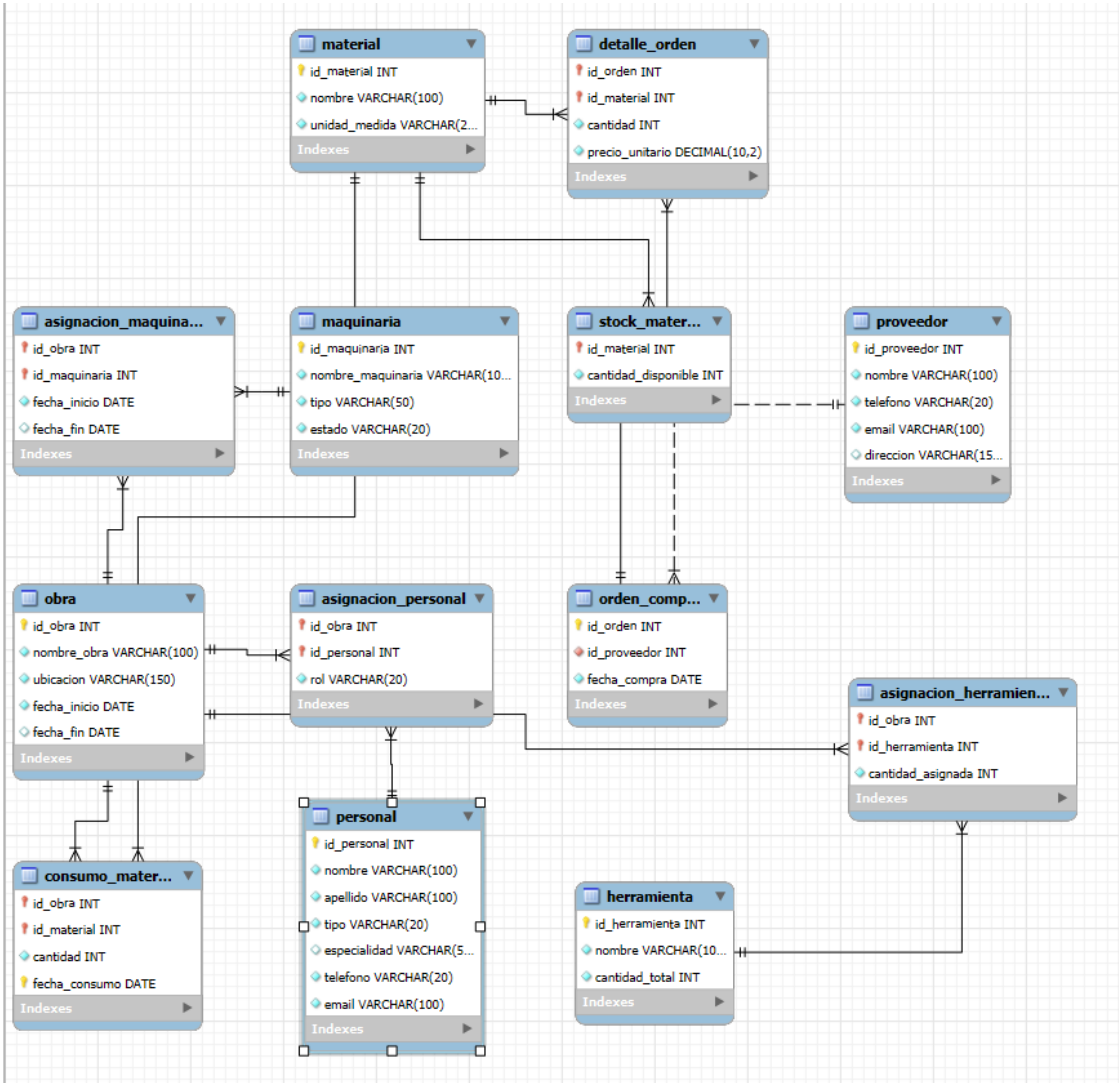 material
id_material INT
nombre VARCHAR(100)
unidad_medida VARCHAR(2...
Indexes
detalle_orden
id_orden INT
id_material INT
cantidad INT
precio_unitario DECIMAL(10,2)
Indexes
asignacion_maquina...
id_obra INT
id_maquinaria INT
fecha_inicio DATE
fecha_fin DATE
Indexes
maquinaria
id_maquinaria INT
nombre_maquinaria VARCHAR(10...
tipo VARCHAR(50)
estado VARCHAR(20)
Indexes
stock_mater...
id_material INT
cantidad_disponible INT
Indexes
proveedor
id_proveedor INT
nombre VARCHAR(100)
telefono VARCHAR(20)
email VARCHAR(100)
direccion VARCHAR(15...
Indexes
obra
id_obra INT
nombre_obra VARCHAR(100)
ubicacion VARCHAR(150)
fecha_inicio DATE
fecha_fin DATE
Indexes
asignacion_personal
id_obra INT
id_personal INT
rol VARCHAR(20)
Indexes
orden_comp...
id_orden INT
id_proveedor INT
fecha_compra DATE
Indexes
asignacion_herramien...
id_obra INT
id_herramienta INT
cantidad_asignada INT
Indexes
consumo_mater...
id_obra INT
id_material INT
cantidad INT
fecha_consumo DATE
Indexes
personal
id_personal INT
nombre VARCHAR(100)
apellido VARCHAR(100)
tipo VARCHAR(20)
especialidad VARCHAR(5...
telefono VARCHAR(20)
email VARCHAR(100)
Indexes
herramienta
id_herramienta INT
nombre VARCHAR(10...
cantidad_total INT
Indexes